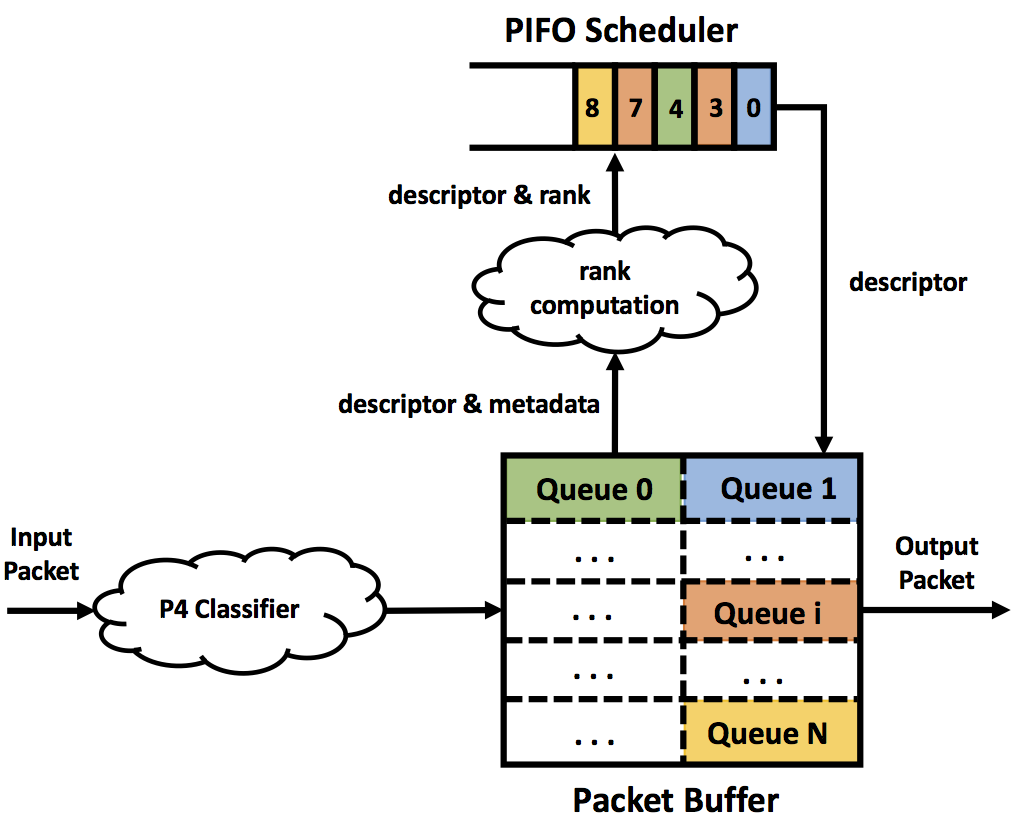 PIFO Scheduler
8 7 4 3 0
descriptor & rank
rank
computation
descriptor
descriptor & metadata
Queue 0 Queue 1
Input
Packet
P4 Classifier
. . . . . .
Output
Packet
. . . Queue i
. . . . . .
. . . Queue N
Packet Buffer